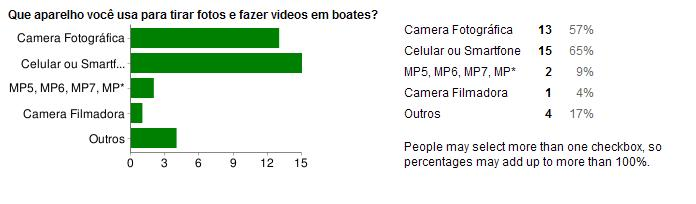 Que aparelho você usa para tirar fotos e fazer videos em boates?
Camera Fotográfica
Celular ou Smartf...
MP5, MP6, MP7, MP*
Camera Filmadora
Outros
0 3 6 9 12 15
Camera Fotográfica 13 57%
Celular ou Smartfone 15 65%
MP5, MP6, MP7, MP* 2 9%
Camera Filmadora 1 4%
Outros 4 17%
People may select more than one checkbox, so
percentages may add up to more than 100%.